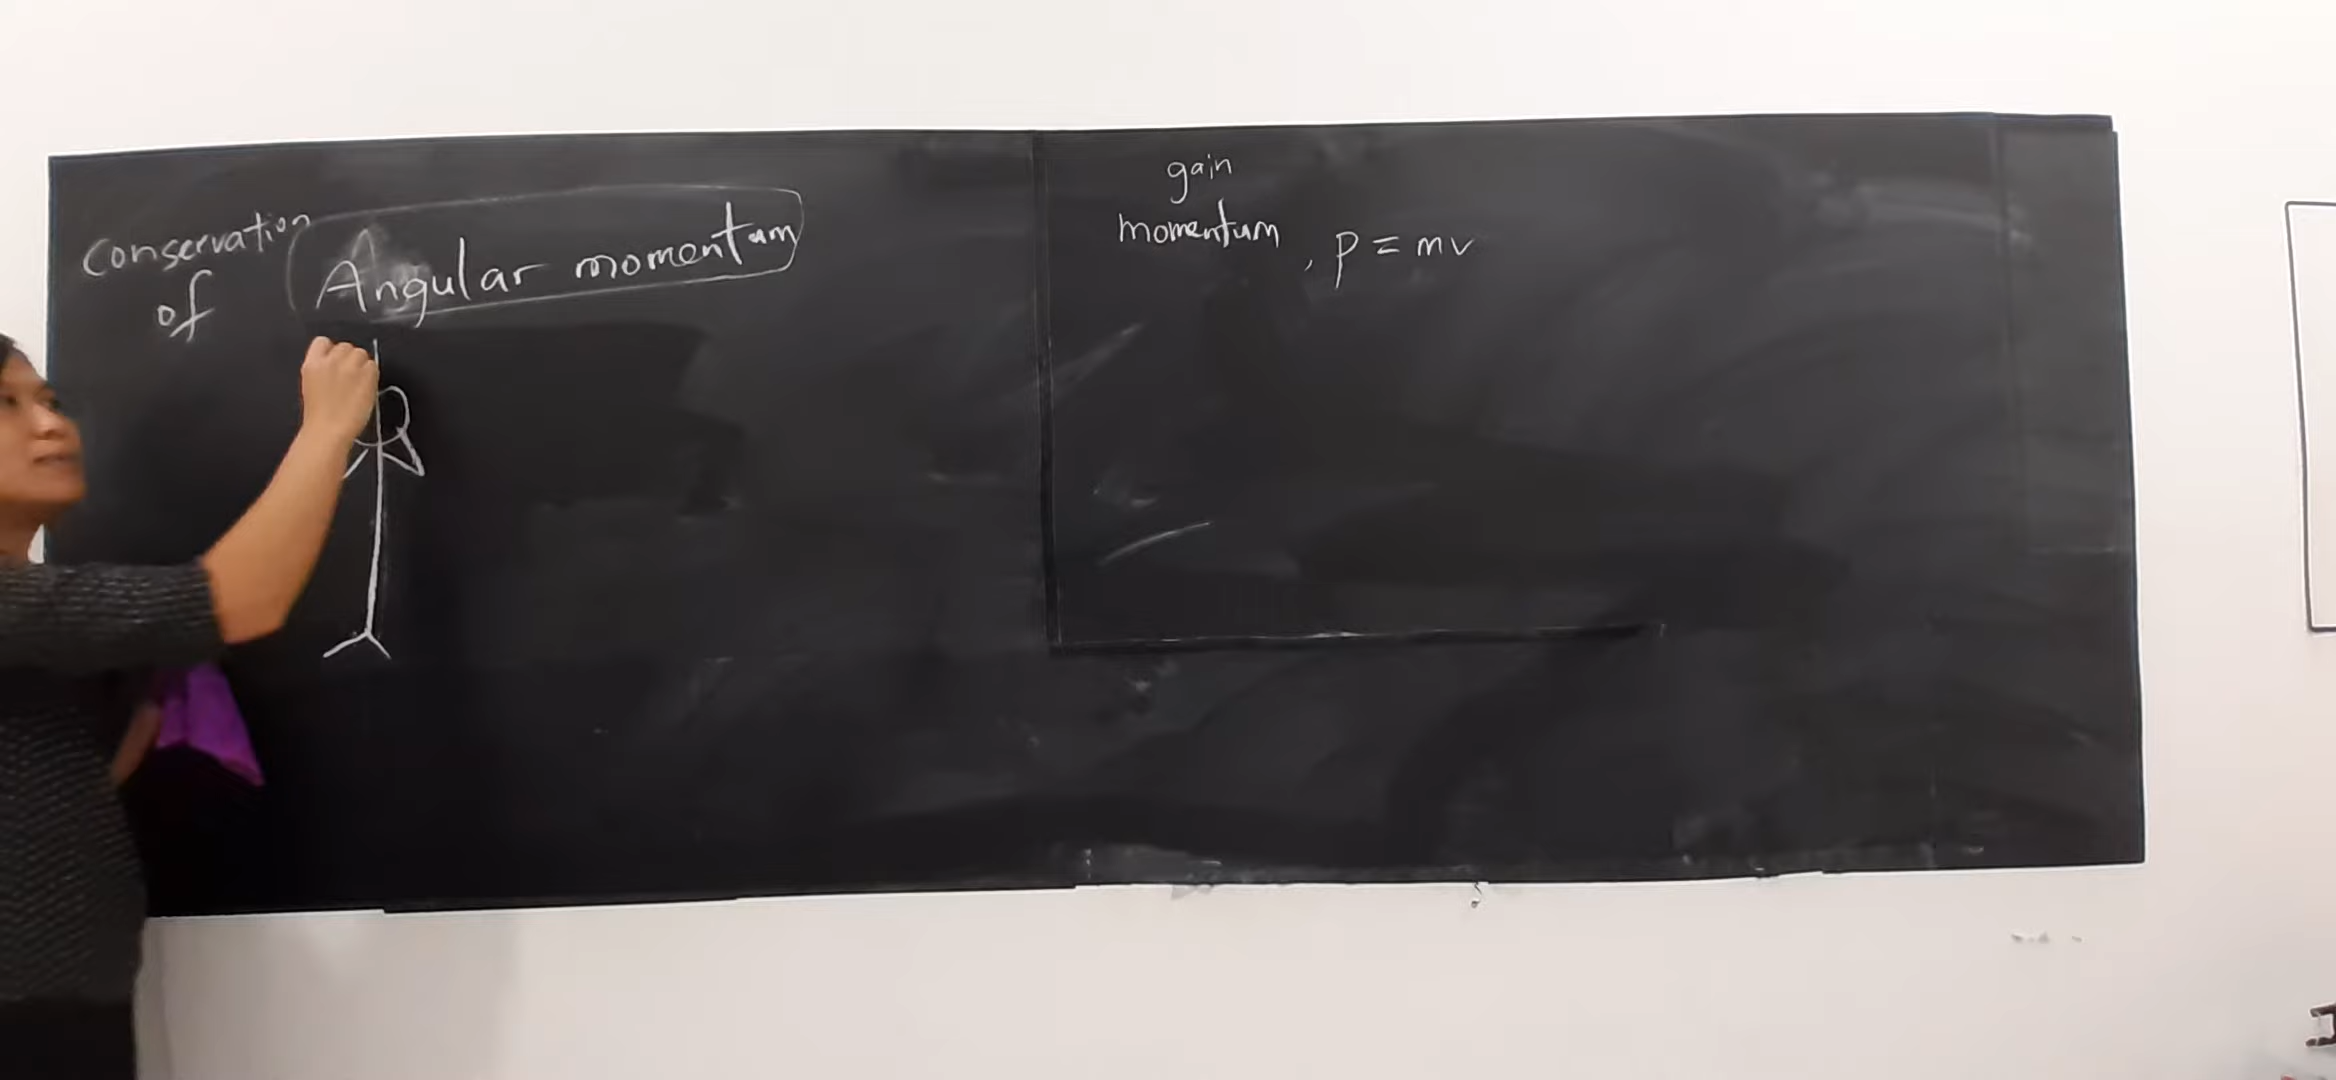 Conservation
of
Angular momentum
gain
momentum, p = mv